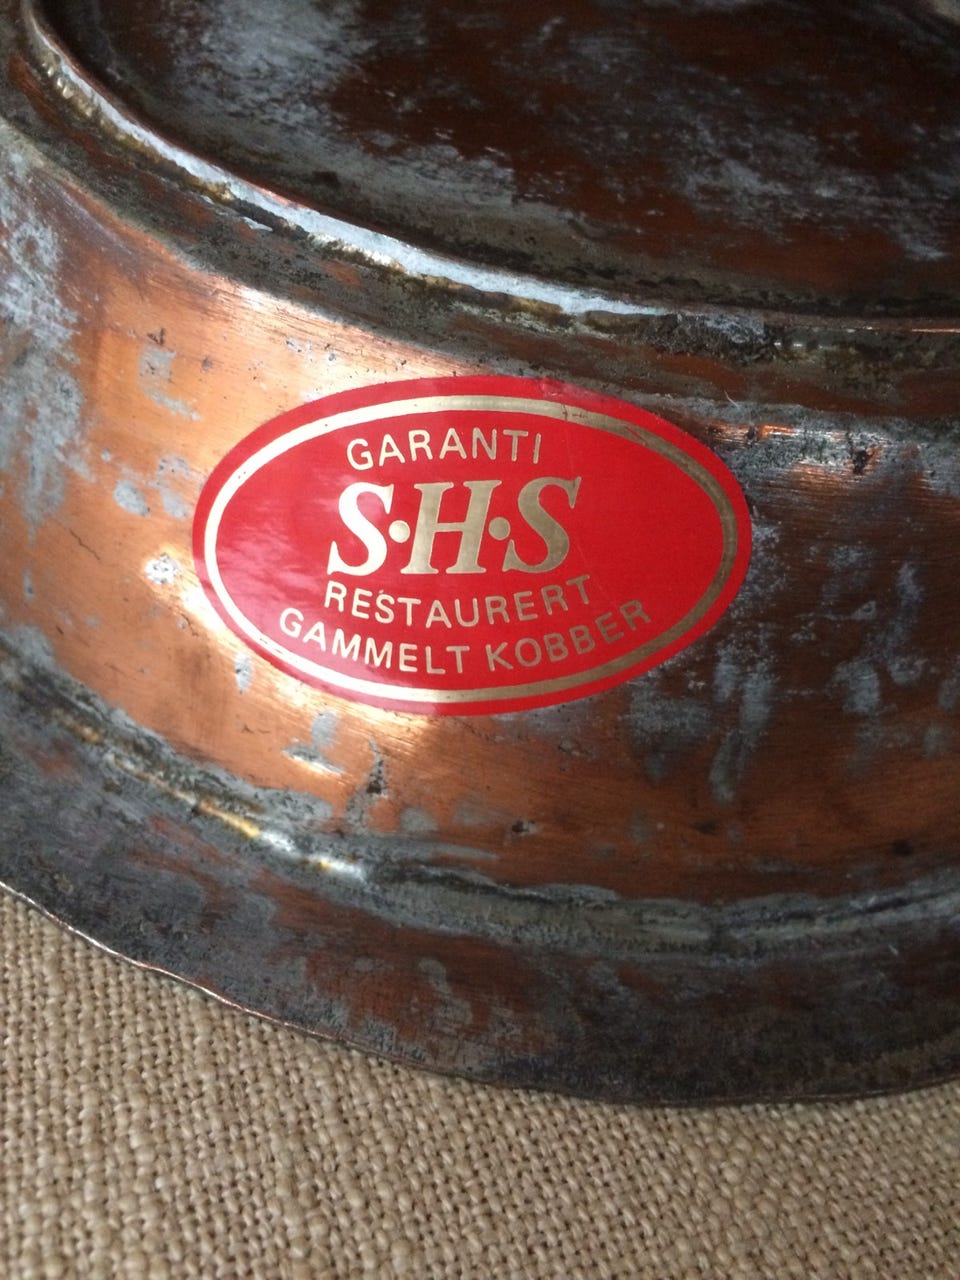 GARANTI
S·H·S
RESTAURERT
GAMMELT KOBBER